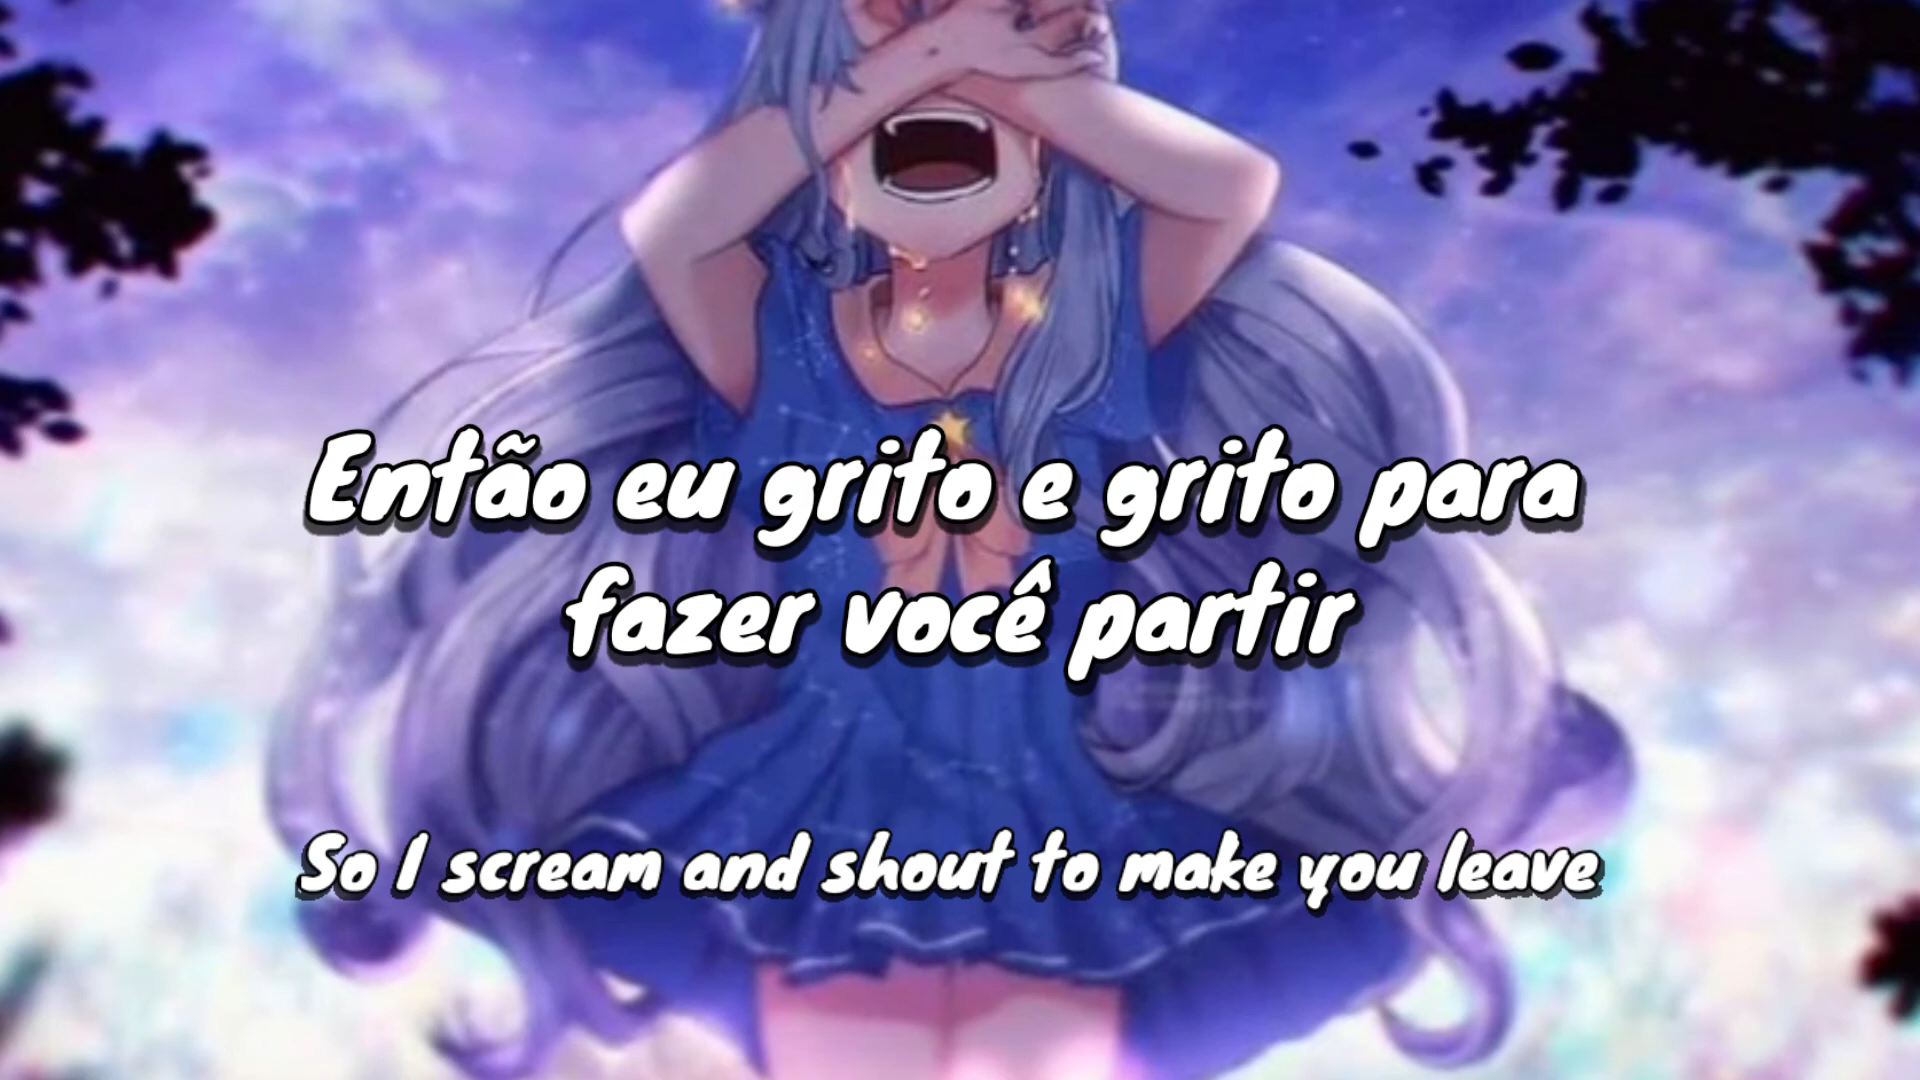 Então eu grito e grito para
fazer você partir
So I scream and shout to make you leave